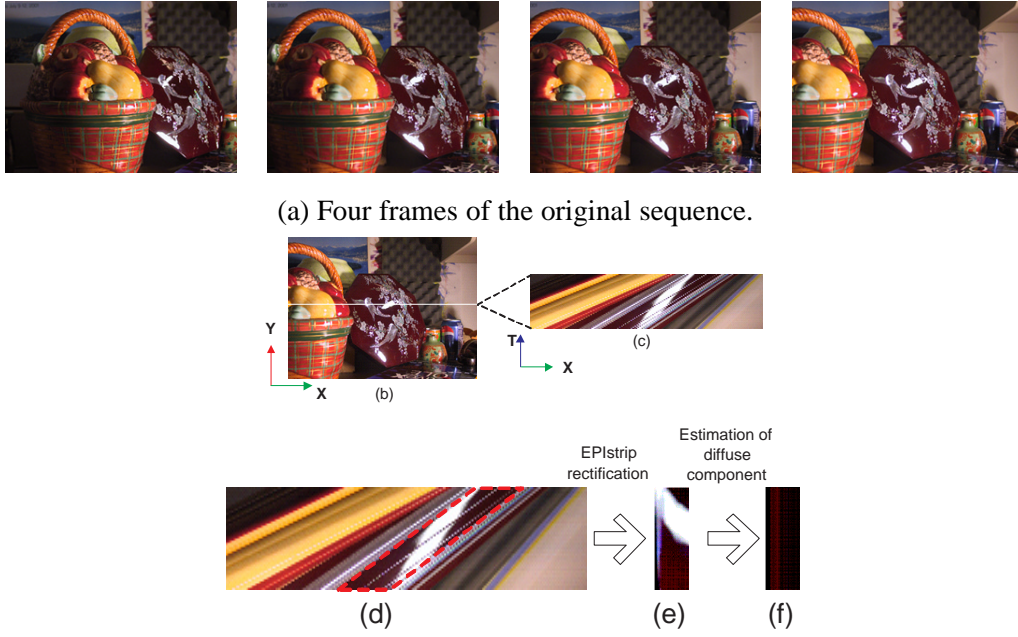 (a) Four frames of the original sequence.
Y
X
(b)
T
X
(c)
EPIstrip
rectification
Estimation of
diffuse
component
(d)
(e)
(f)